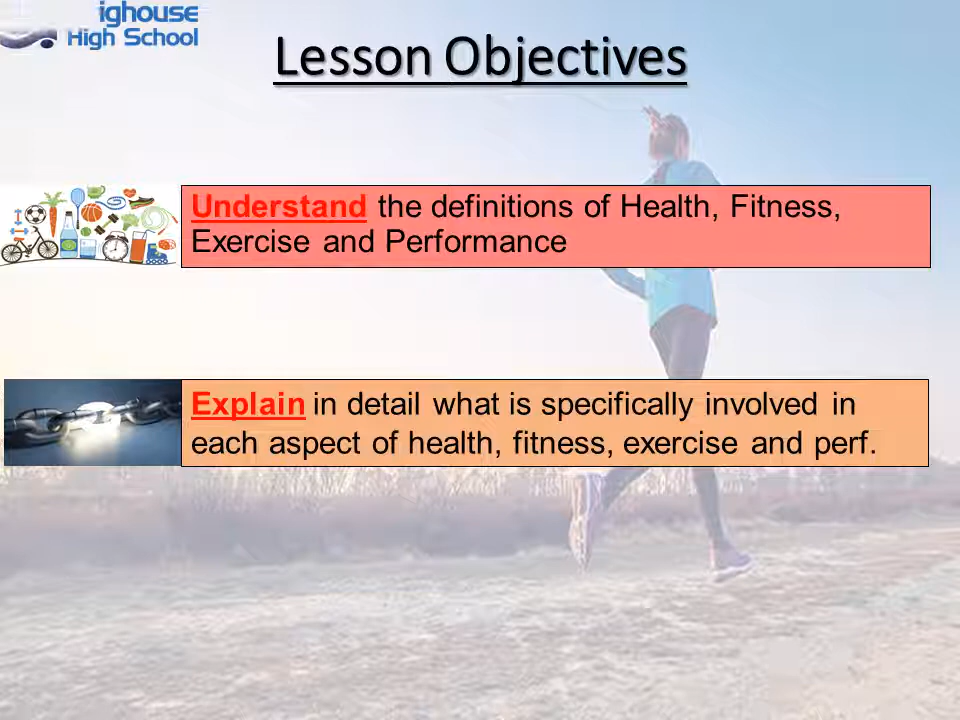 ighouse
High School
Lesson Objectives
Understand the definitions of Health, Fitness,
Exercise and Performance
Explain in detail what is specifically involved in
each aspect of health, fitness, exercise and perf.